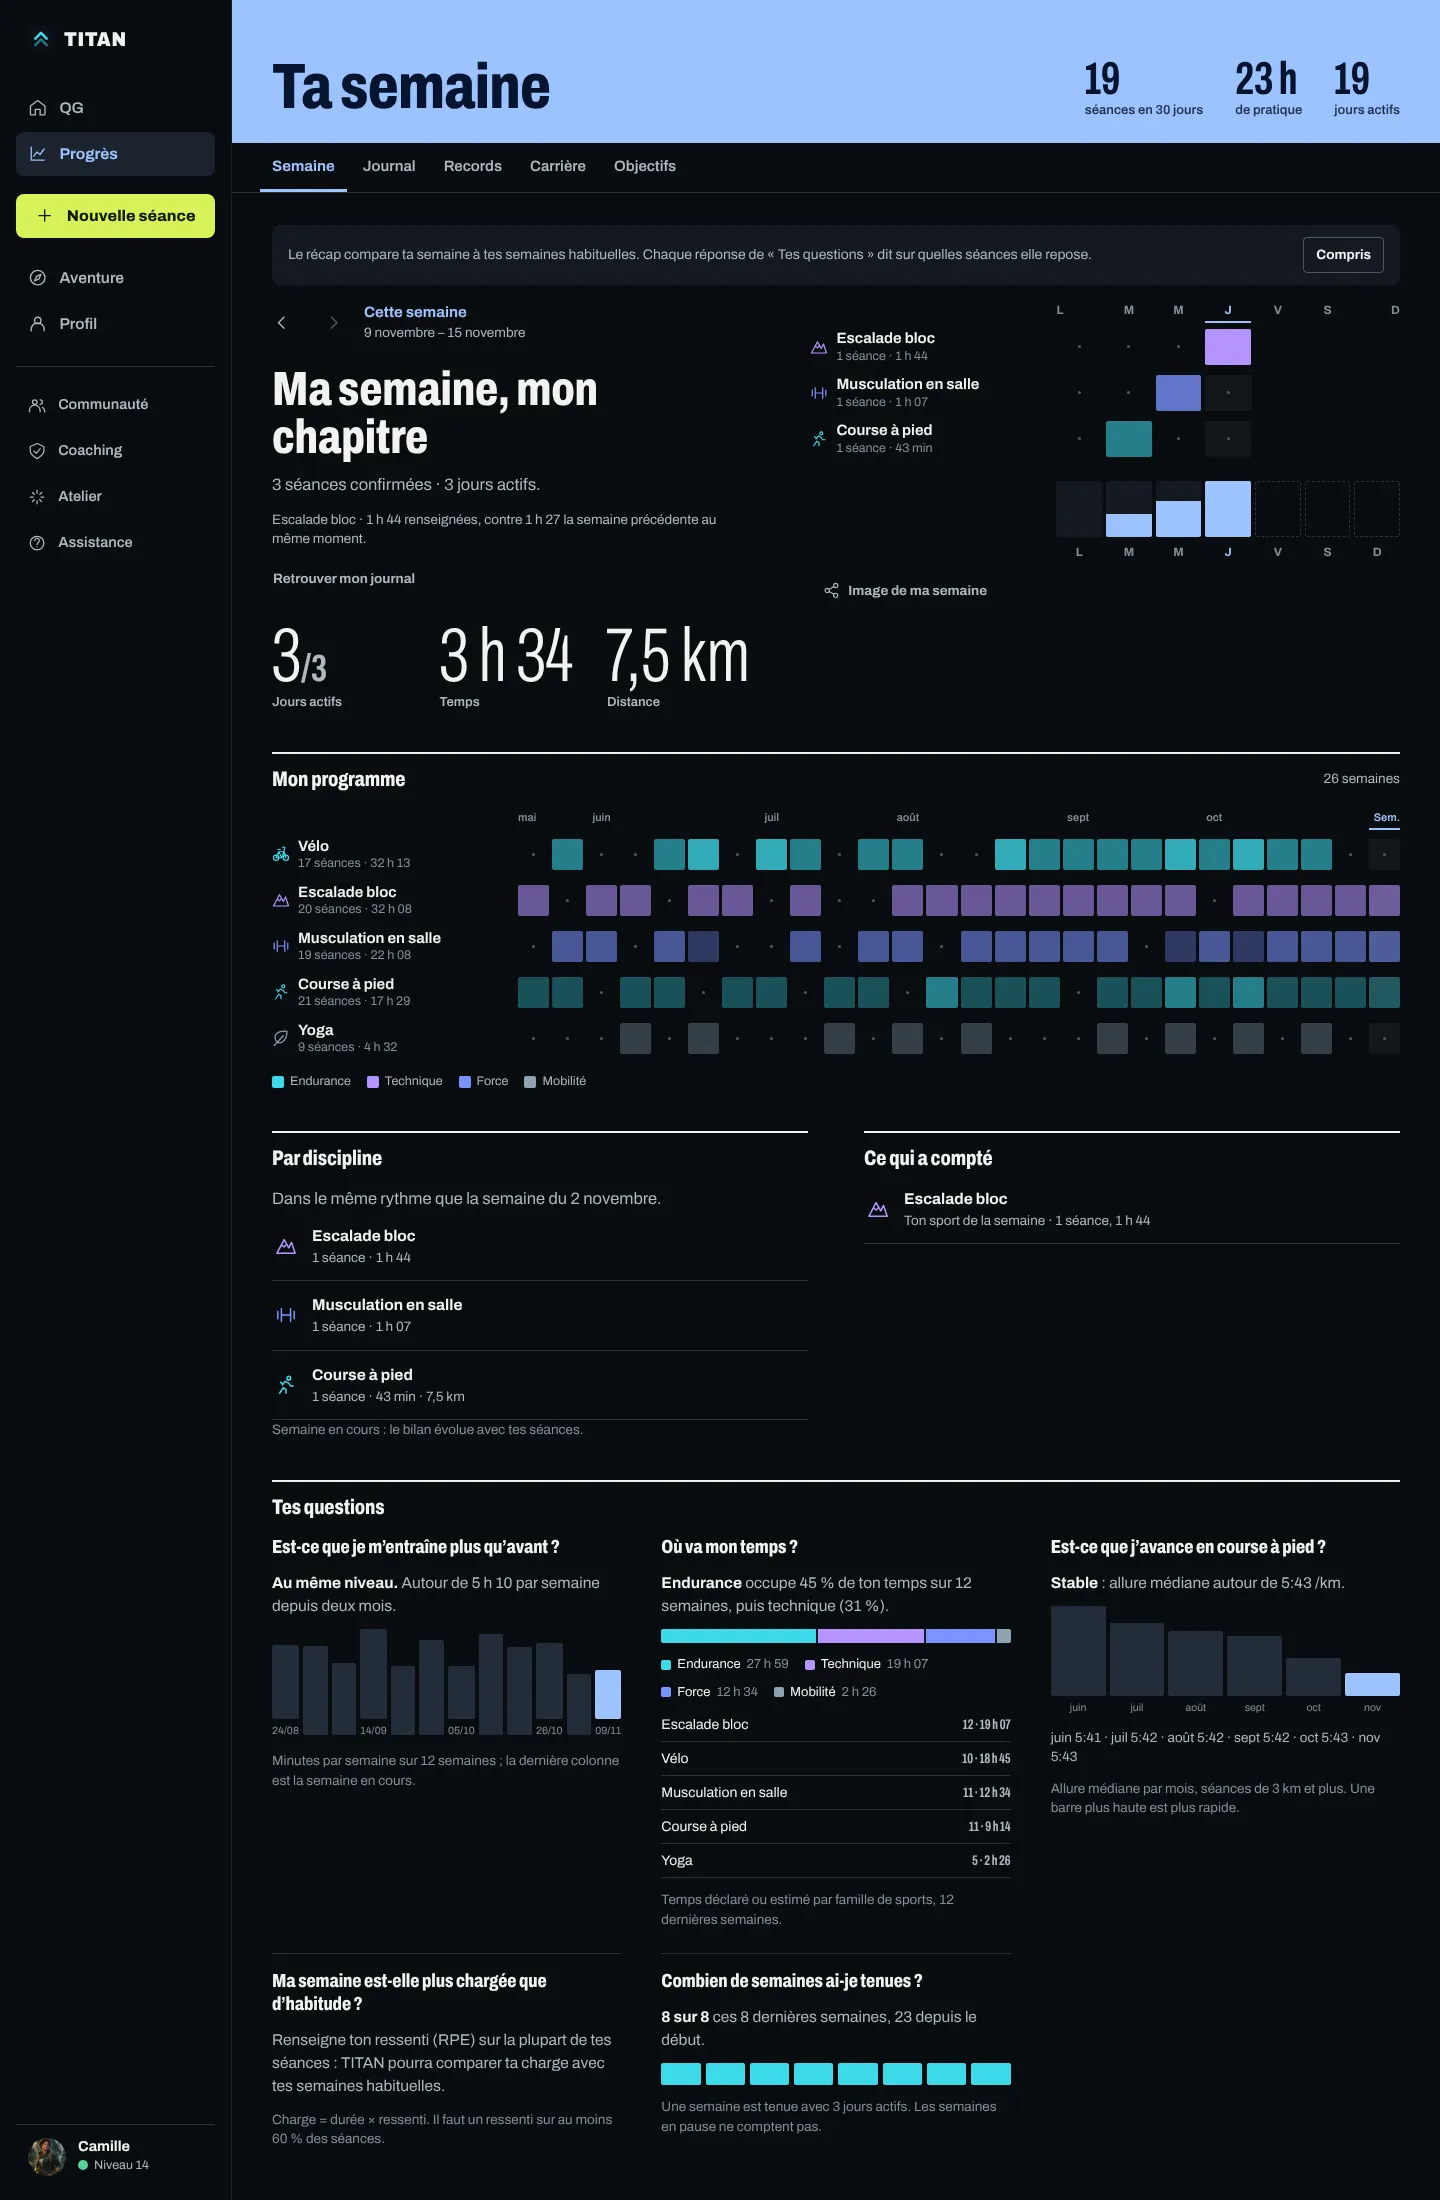 TITAN
QG
Progrès
Nouvelle séance
Aventure
Profil
Communauté
Coaching
Atelier
Assistance
Camille
Niveau 14
Ta semaine
19
séances en 30 jours
23 h
de pratique
19
jours actifs
Semaine
Journal
Records
Carrière
Objectifs
Le récap compare ta semaine à tes semaines habituelles. Chaque réponse de « Tes questions » dit sur quelles séances elle repose.
Compris
Cette semaine
9 novembre – 15 novembre
Ma semaine, mon
chapitre
3 séances confirmées · 3 jours actifs.
Escalade bloc · 1 h 44 renseignées, contre 1 h 27 la semaine précédente au
même moment.
Retrouver mon journal
L M M J V S D
Escalade bloc
1 séance · 1 h 44
Musculation en salle
1 séance · 1 h 07
Course à pied
1 séance · 43 min
L M M J V S D
Image de ma semaine
3/3
Jours actifs
3 h 34
Temps
7,5 km
Distance
Mon programme
26 semaines
mai juin juil août sept oct Sem.
Vélo
17 séances · 32 h 13
Escalade bloc
20 séances · 32 h 08
Musculation en salle
19 séances · 22 h 08
Course à pied
21 séances · 17 h 29
Yoga
9 séances · 4 h 32
Endurance Technique Force Mobilité
Par discipline
Dans le même rythme que la semaine du 2 novembre.
Escalade bloc
1 séance · 1 h 44
Musculation en salle
1 séance · 1 h 07
Course à pied
1 séance · 43 min · 7,5 km
Semaine en cours : le bilan évolue avec tes séances.
Ce qui a compté
Escalade bloc
Ton sport de la semaine · 1 séance, 1 h 44
Tes questions
Est-ce que je m’entraîne plus qu’avant ?
Au même niveau. Autour de 5 h 10 par semaine
depuis deux mois.
24/08 14/09 05/10 26/10 09/11
Minutes par semaine sur 12 semaines ; la dernière colonne
est la semaine en cours.
Où va mon temps ?
Endurance occupe 45 % de ton temps sur 12
semaines, puis technique (31 %).
Endurance 27 h 59 Technique 19 h 07
Force 12 h 34 Mobilité 2 h 26
Escalade bloc 12 · 19 h 07
Vélo 10 · 18 h 45
Musculation en salle 11 · 12 h 34
Course à pied 11 · 9 h 14
Yoga 5 · 2 h 26
Temps déclaré ou estimé par famille de sports, 12
dernières semaines.
Est-ce que j’avance en course à pied ?
Stable : allure médiane autour de 5:43 /km.
juin juil août sept oct nov
juin 5:41 · juil 5:42 · août 5:42 · sept 5:42 · oct 5:43 · nov
5:43
Allure médiane par mois, séances de 3 km et plus. Une
barre plus haute est plus rapide.
Ma semaine est-elle plus chargée que
d’habitude ?
Renseigne ton ressenti (RPE) sur la plupart de tes
séances : TITAN pourra comparer ta charge avec
tes semaines habituelles.
Charge = durée × ressenti. Il faut un ressenti sur au moins
60 % des séances.
Combien de semaines ai-je tenues ?
8 sur 8 ces 8 dernières semaines, 23 depuis le
début.
Une semaine est tenue avec 3 jours actifs. Les semaines
en pause ne comptent pas.